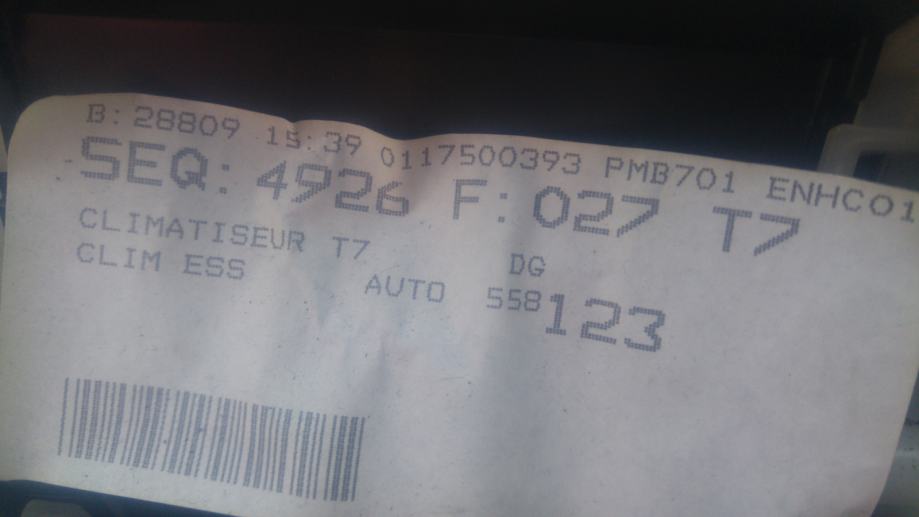 B: 28809 15:39 0117500393 PMB701 ENHC01
SEQ: 4926 F: 027 T7
CLIMATISEUR T7 DG
CLIM ESS AUTO 558123